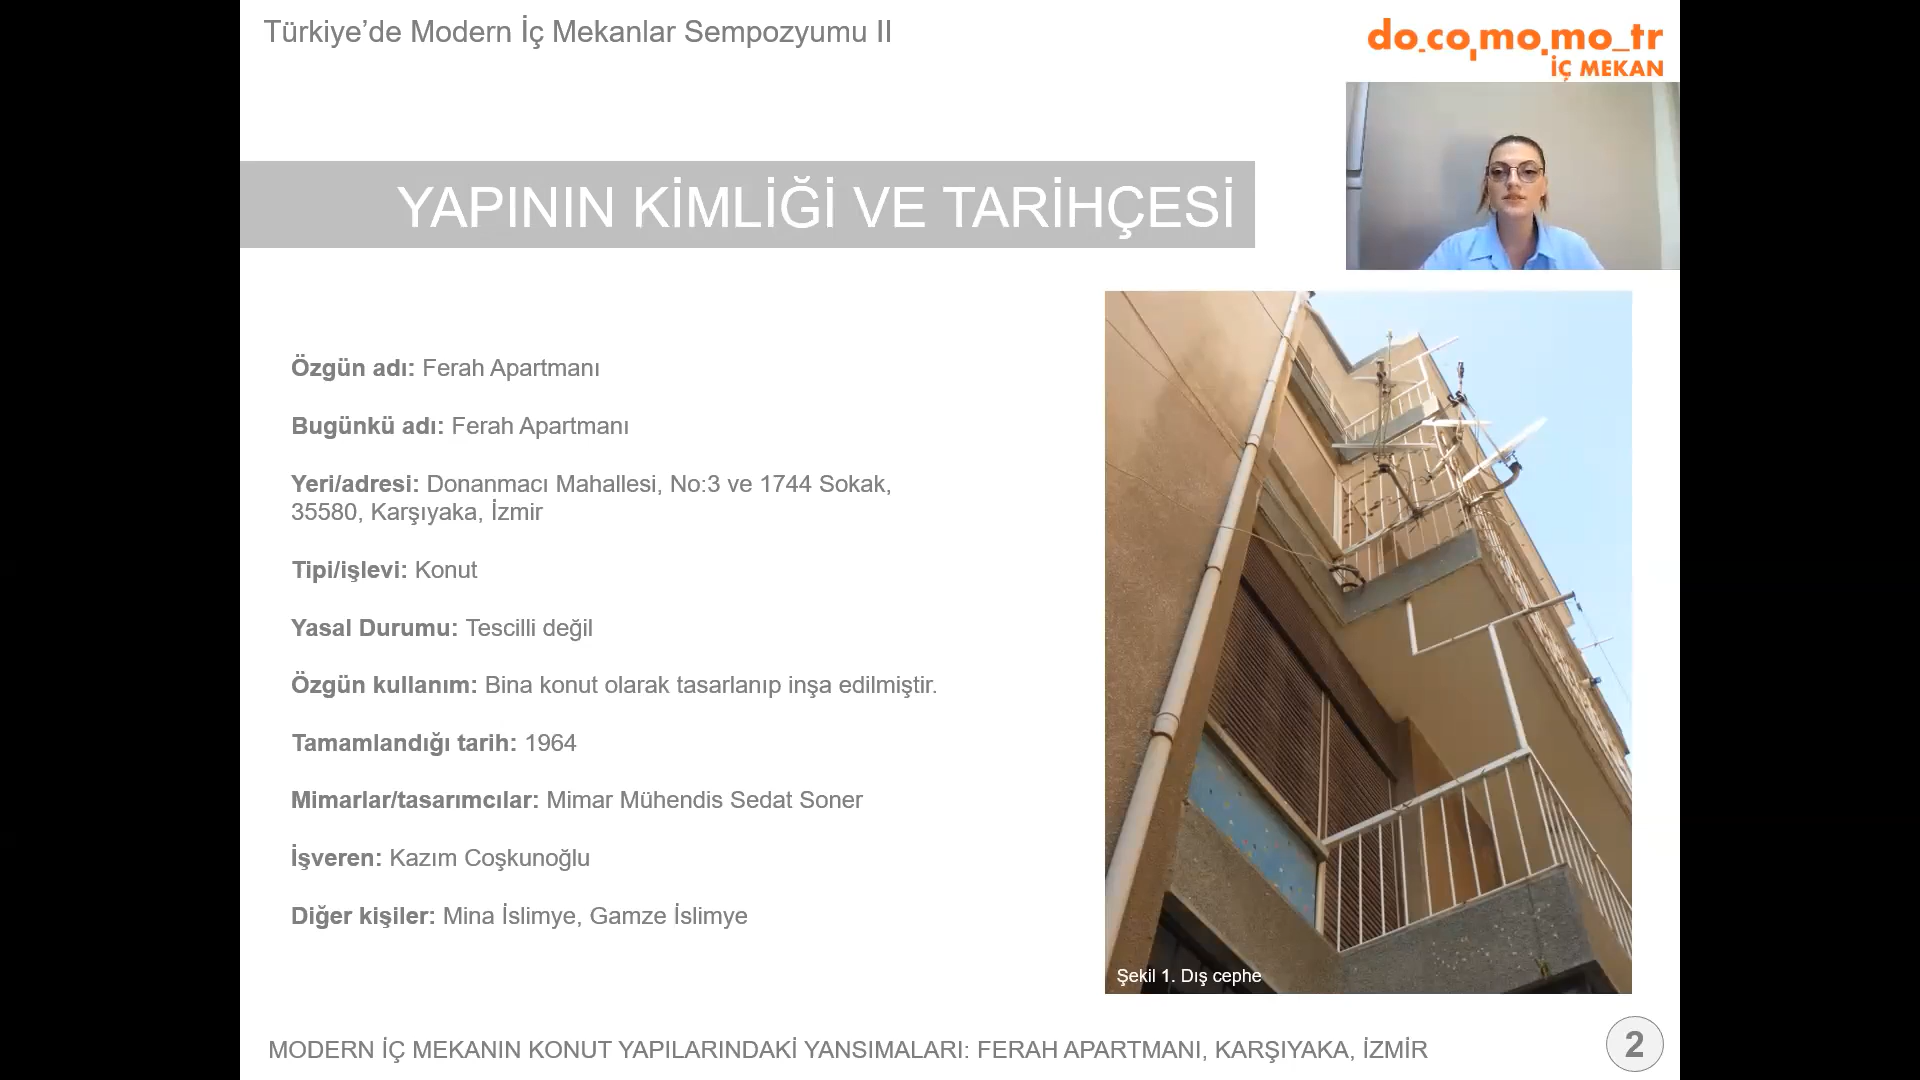 Türkiye’de Modern İç Mekanlar Sempozyumu II
do_co,mo.mo_tr
İÇ MEKAN
YAPININ KİMLİĞİ VE TARİHÇESİ
Özgün adı: Ferah Apartmanı
Bugünkü adı: Ferah Apartmanı
Yeri/adresi: Donanmacı Mahallesi, No:3 ve 1744 Sokak,
35580, Karşıyaka, İzmir
Tipi/işlevi: Konut
Yasal Durumu: Tescilli değil
Özgün kullanım: Bina konut olarak tasarlanıp inşa edilmiştir.
Tamamlandığı tarih: 1964
Mimarlar/tasarımcılar: Mimar Mühendis Sedat Soner
İşveren: Kazım Coşkunoğlu
Diğer kişiler: Mina İslimye, Gamze İslimye
Şekil 1. Dış cephe
MODERN İÇ MEKANIN KONUT YAPILARINDAKİ YANSIMALARI: FERAH APARTMANI, KARŞIYAKA, İZMİR
2